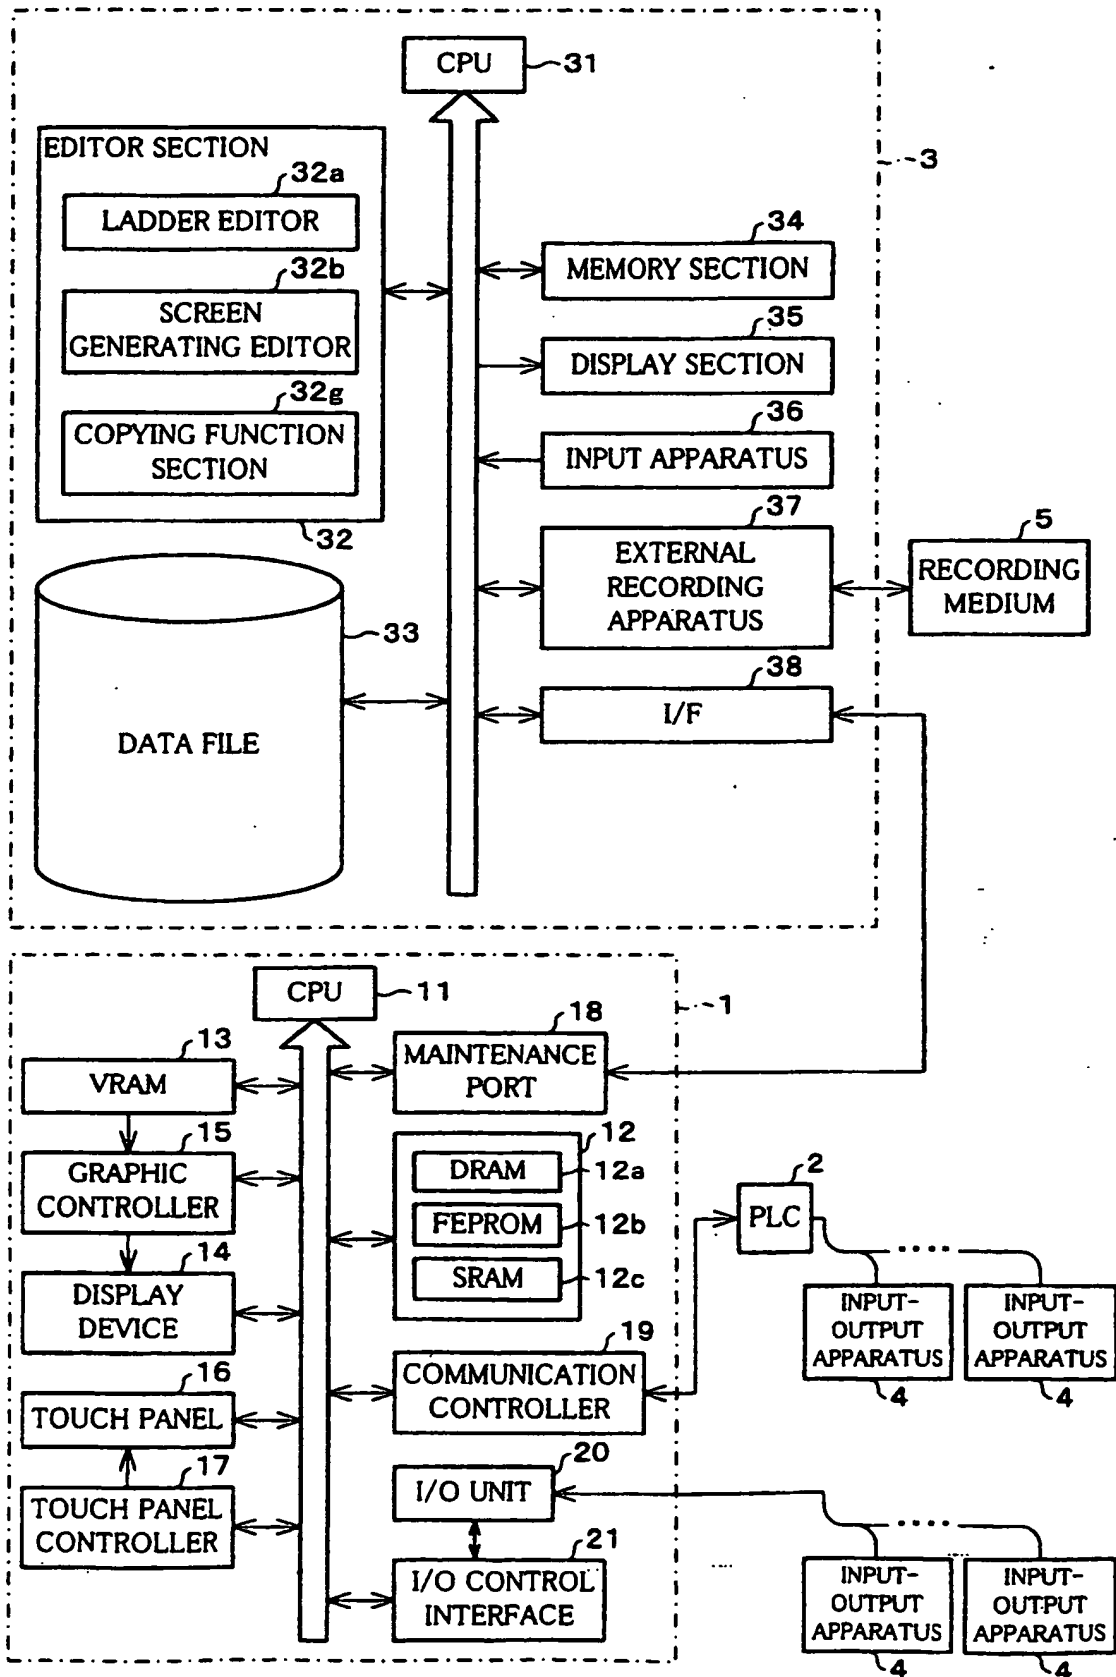 CPU
31
3
EDITOR SECTION
32a
LADDER EDITOR
32b
SCREEN
GENERATING EDITOR
32g
COPYING FUNCTION
SECTION
32
34
MEMORY SECTION
35
DISPLAY SECTION
36
INPUT APPARATUS
37
EXTERNAL
RECORDING
APPARATUS
5
RECORDING
MEDIUM
33
DATA FILE
38
I/F
CPU
11
1
13
VRAM
15
GRAPHIC
CONTROLLER
14
DISPLAY
DEVICE
16
TOUCH PANEL
17
TOUCH PANEL
CONTROLLER
18
MAINTENANCE
PORT
12
DRAM
12a
FEPROM
12b
SRAM
12c
19
COMMUNICATION
CONTROLLER
20
I/O UNIT
21
I/O CONTROL
INTERFACE
2
PLC
INPUT-
OUTPUT
APPARATUS
4
INPUT-
OUTPUT
APPARATUS
4
INPUT-
OUTPUT
APPARATUS
4
INPUT-
OUTPUT
APPARATUS
4